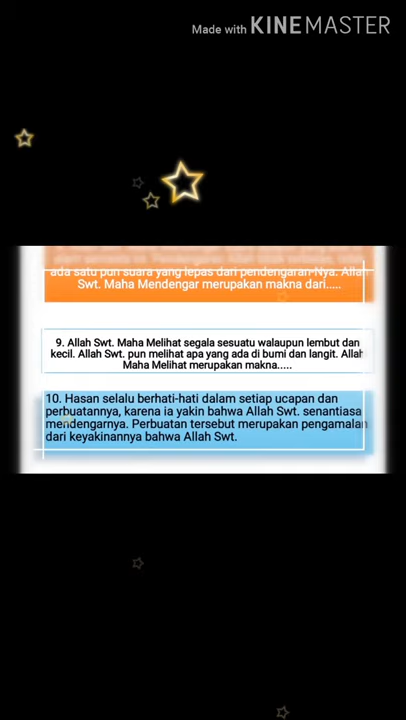 Made with KINEMASTER
ada satu pun suara yang lepas dari pendengaran-Nya. Allah
Swt. Maha Mendengar merupakan makna dari.....
9. Allah Swt. Maha Melihat segala sesuatu walaupun lembut dan
kecil. Allah Swt. pun melihat apa yang ada di bumi dan langit. Allah
Maha Melihat merupakan makna.....
10. Hasan selalu berhati-hati dalam setiap ucapan dan
perbuatannya, karena ia yakin bahwa Allah Swt. senantiasa
mendengarnya. Perbuatan tersebut merupakan pengamalan
dari keyakinannya bahwa Allah Swt.